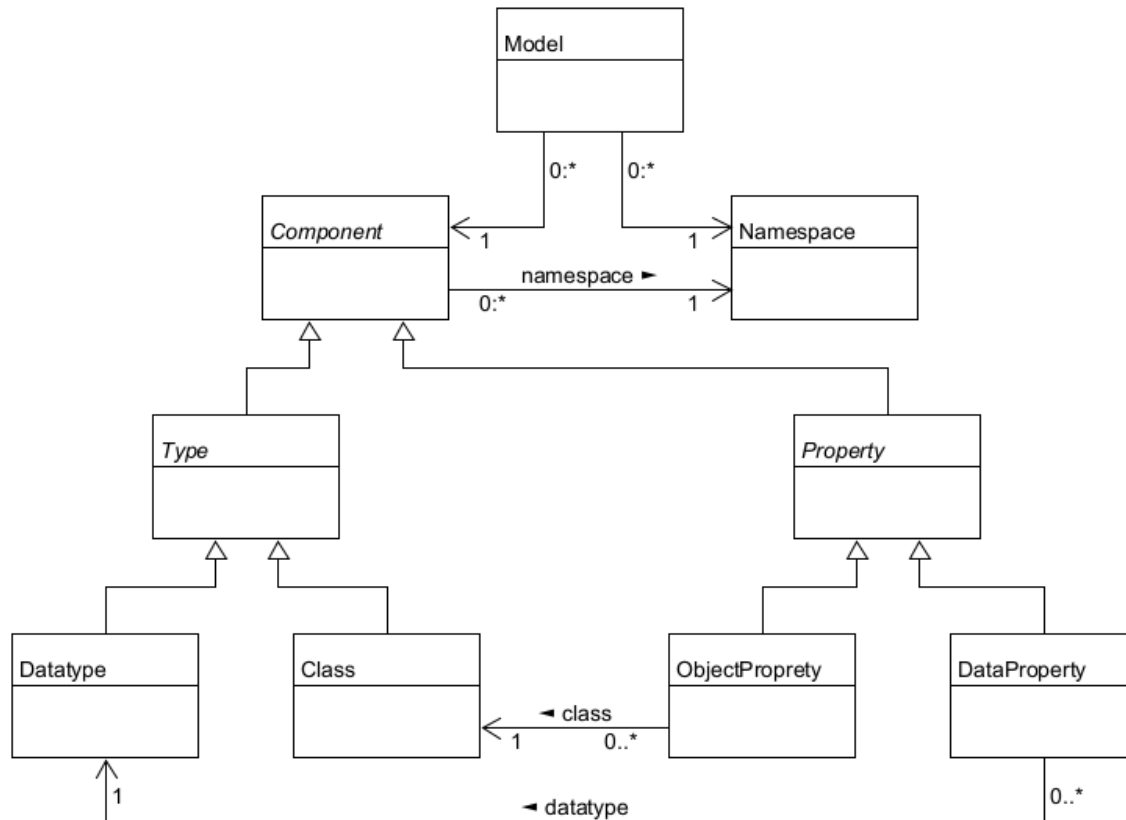 Model
0:*
0:*
Component
1
1
Namespace
namespace ►
0:*
1
Type
Property
Datatype
Class
ObjectProprety
DataProperty
◄ class
1
0..*
1
◄ datatype
0..*